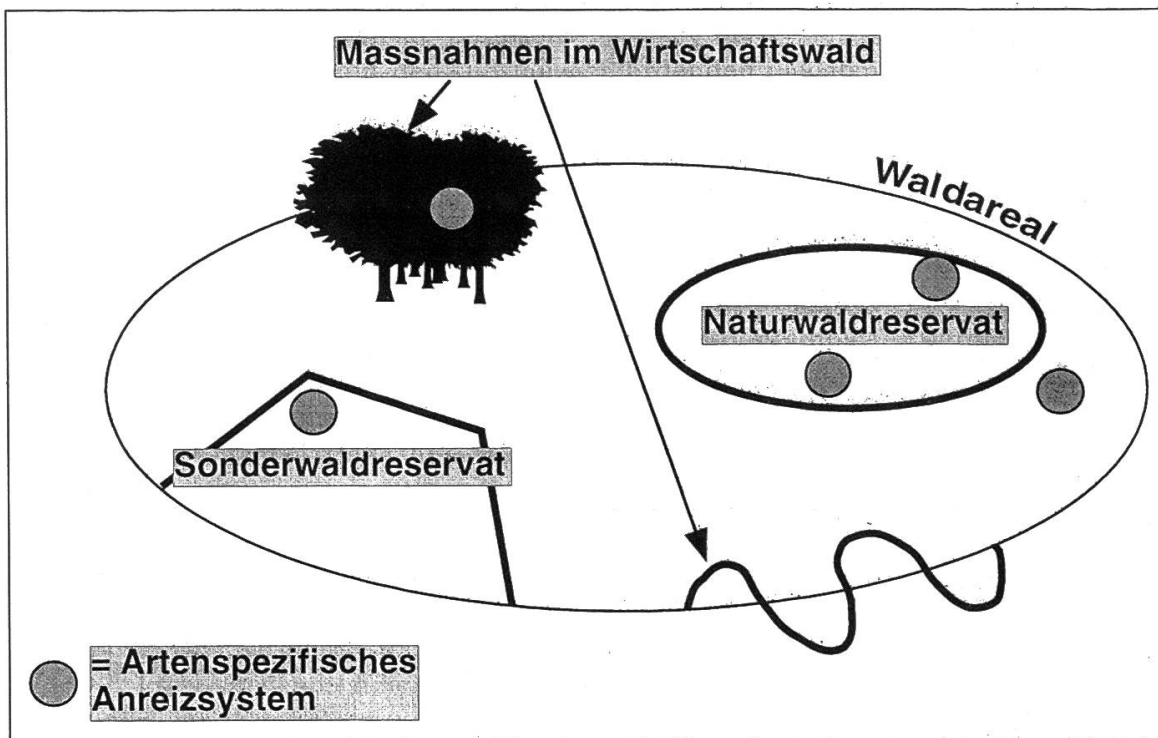 Massnahmen im Wirtschaftswald
Waldareal
Naturwaldreservat
Sonderwaldreservat
= Artenspezifisches
Anreizsystem